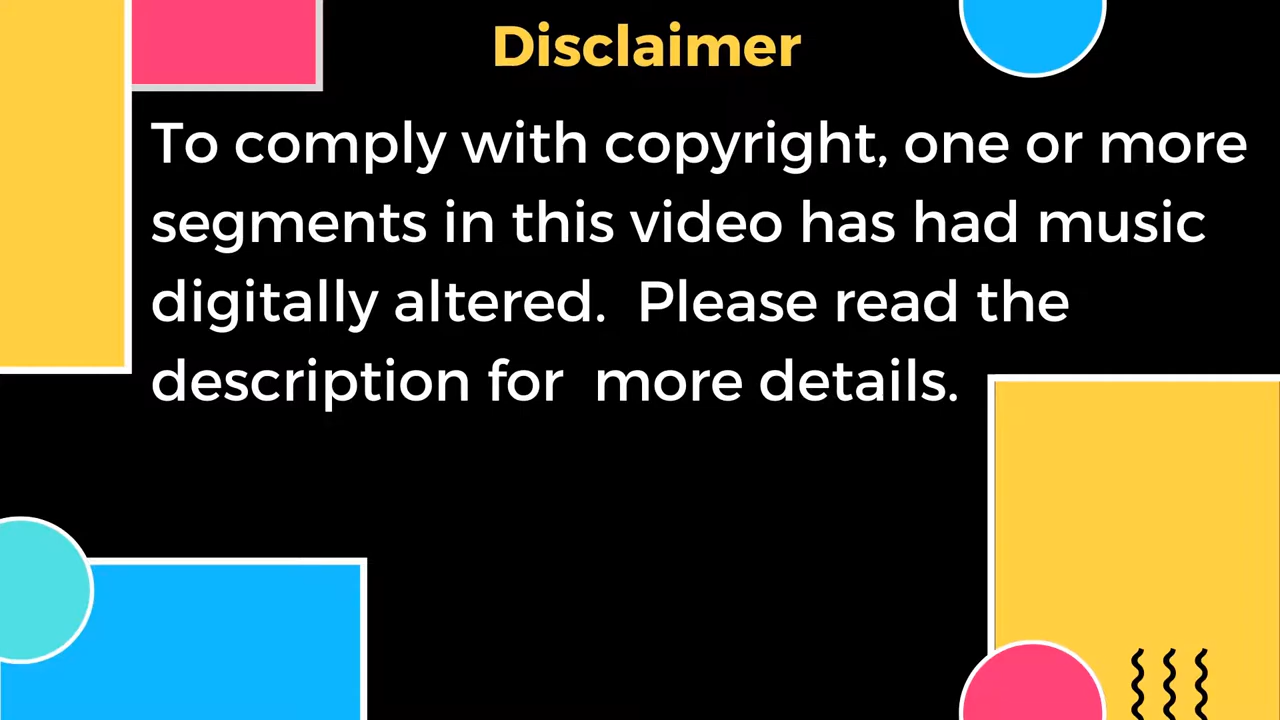 Disclaimer
To comply with copyright, one or more
segments in this video has had music
digitally altered.  Please read the
description for  more details.